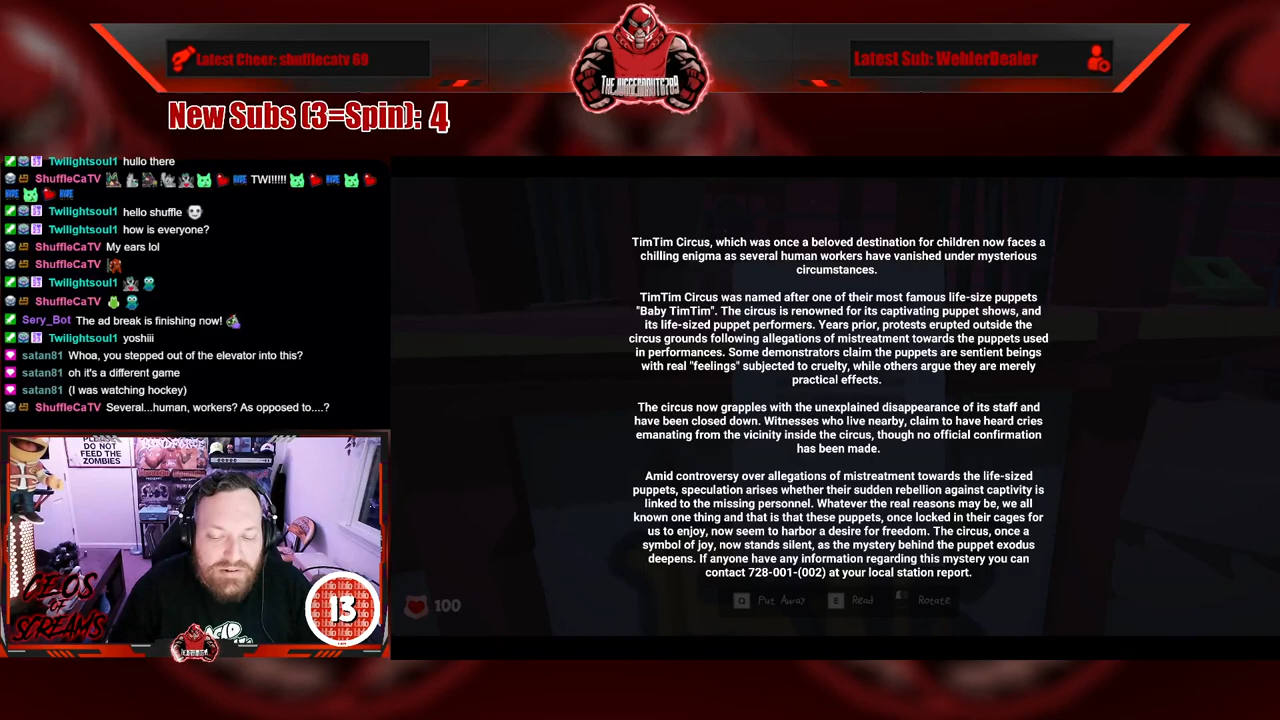 Latest Cheer: shufflecatv 69
THEJUGGERNAUT6789
Latest Sub: WehlerDealer
New Subs (3=Spin): 4
Twilightsoul1 hullo there
ShuffleCaTV TWI!!!!!
Twilightsoul1 hello shuffle
Twilightsoul1 how is everyone?
ShuffleCaTV My ears lol
ShuffleCaTV
Twilightsoul1
ShuffleCaTV
Sery_Bot The ad break is finishing now!
Twilightsoul1 yoshiii
satan81 Whoa, you stepped out of the elevator into this?
satan81 oh it's a different game
satan81 (I was watching hockey)
ShuffleCaTV Several...human, workers? As opposed to....?
PLEASE
DO NOT
FEED THE
ZOMBIES
GEOS
OF
SCREAMS
13
ACID
TimTim Circus, which was once a beloved destination for children now faces a
chilling enigma as several human workers have vanished under mysterious
circumstances.
TimTim Circus was named after one of their most famous life-size puppets
"Baby TimTim". The circus is renowned for its captivating puppet shows, and
its life-sized puppet performers. Years prior, protests erupted outside the
circus grounds following allegations of mistreatment towards the puppets used
in performances. Some demonstrators claim the puppets are sentient beings
with real "feelings" subjected to cruelty, while others argue they are merely
practical effects.
The circus now grapples with the unexplained disappearance of its staff and
have been closed down. Witnesses who live nearby, claim to have heard cries
emanating from the vicinity inside the circus, though no official confirmation
has been made.
Amid controversy over allegations of mistreatment towards the life-sized
puppets, speculation arises whether their sudden rebellion against captivity is
linked to the missing personnel. Whatever the real reasons may be, we all
known one thing and that is that these puppets, once locked in their cages for
us to enjoy, now seem to harbor a desire for freedom. The circus, once a
symbol of joy, now stands silent, as the mystery behind the puppet exodus
deepens. If anyone have any information regarding this mystery you can
contact 728-001-(002) at your local station report.
100
Q Put Away E Read Rotate